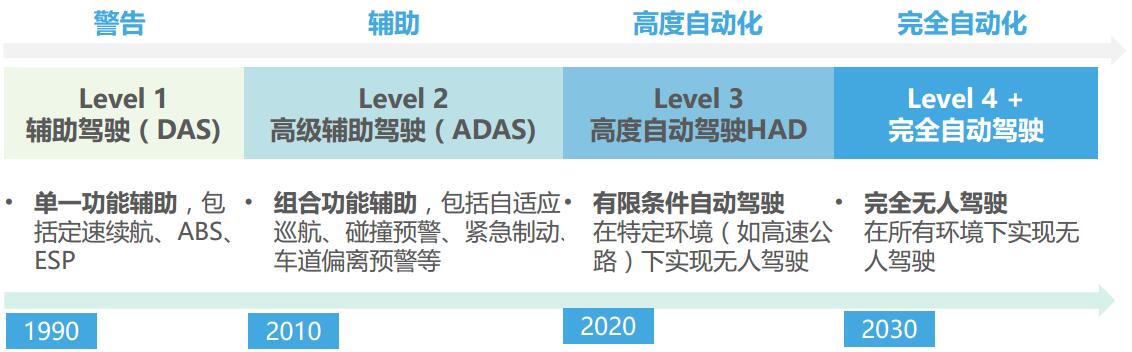 警告
辅助
高度自动化
完全自动化
Level 1
辅助驾驶（DAS)
Level 2
高级辅助驾驶（ADAS)
Level 3
高度自动驾驶HAD
Level 4 +
完全自动驾驶
• 单一功能辅助，包
括定速续航、ABS、
ESP
• 组合功能辅助，包括自适应
巡航、碰撞预警、紧急制动、
车道偏离预警等
• 有限条件自动驾驶
在特定环境（如高速公
路）下实现无人驾驶
• 完全无人驾驶
在所有环境下实现无
人驾驶
1990
2010
2020
2030